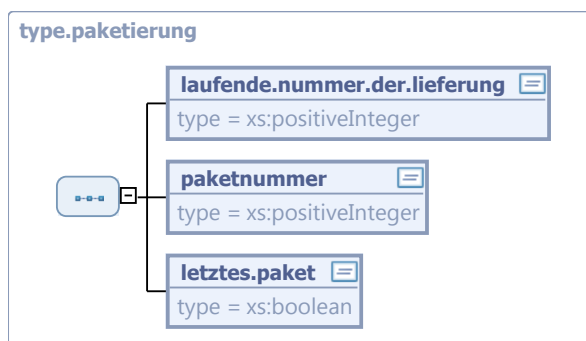 type.paketierung
laufende.nummer.der.lieferung
type = xs:positiveInteger
paketnummer
type = xs:positiveInteger
letztes.paket
type = xs:boolean